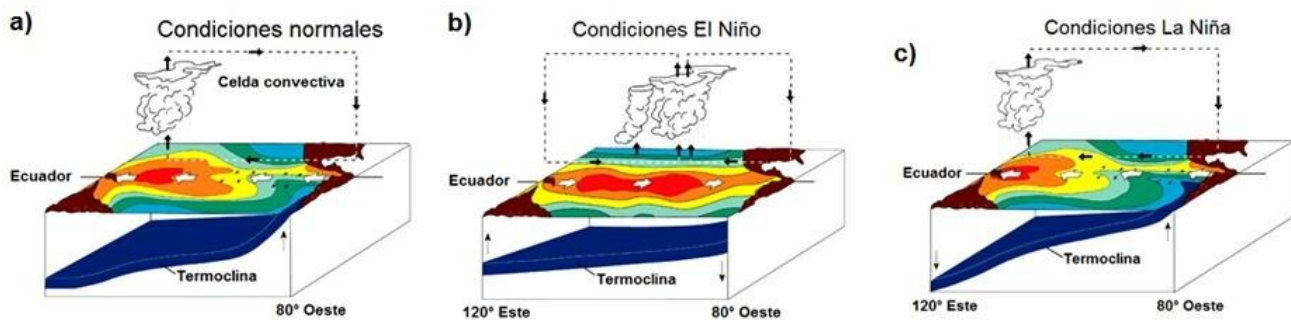 a)
Condiciones normales
Celda convectiva
Ecuador
Termoclina
80° Oeste
b)
Condiciones El Niño
Ecuador
Termoclina
120° Este
80° Oeste
c)
Condiciones La Niña
Ecuador
Termoclina
120° Este
80° Oeste